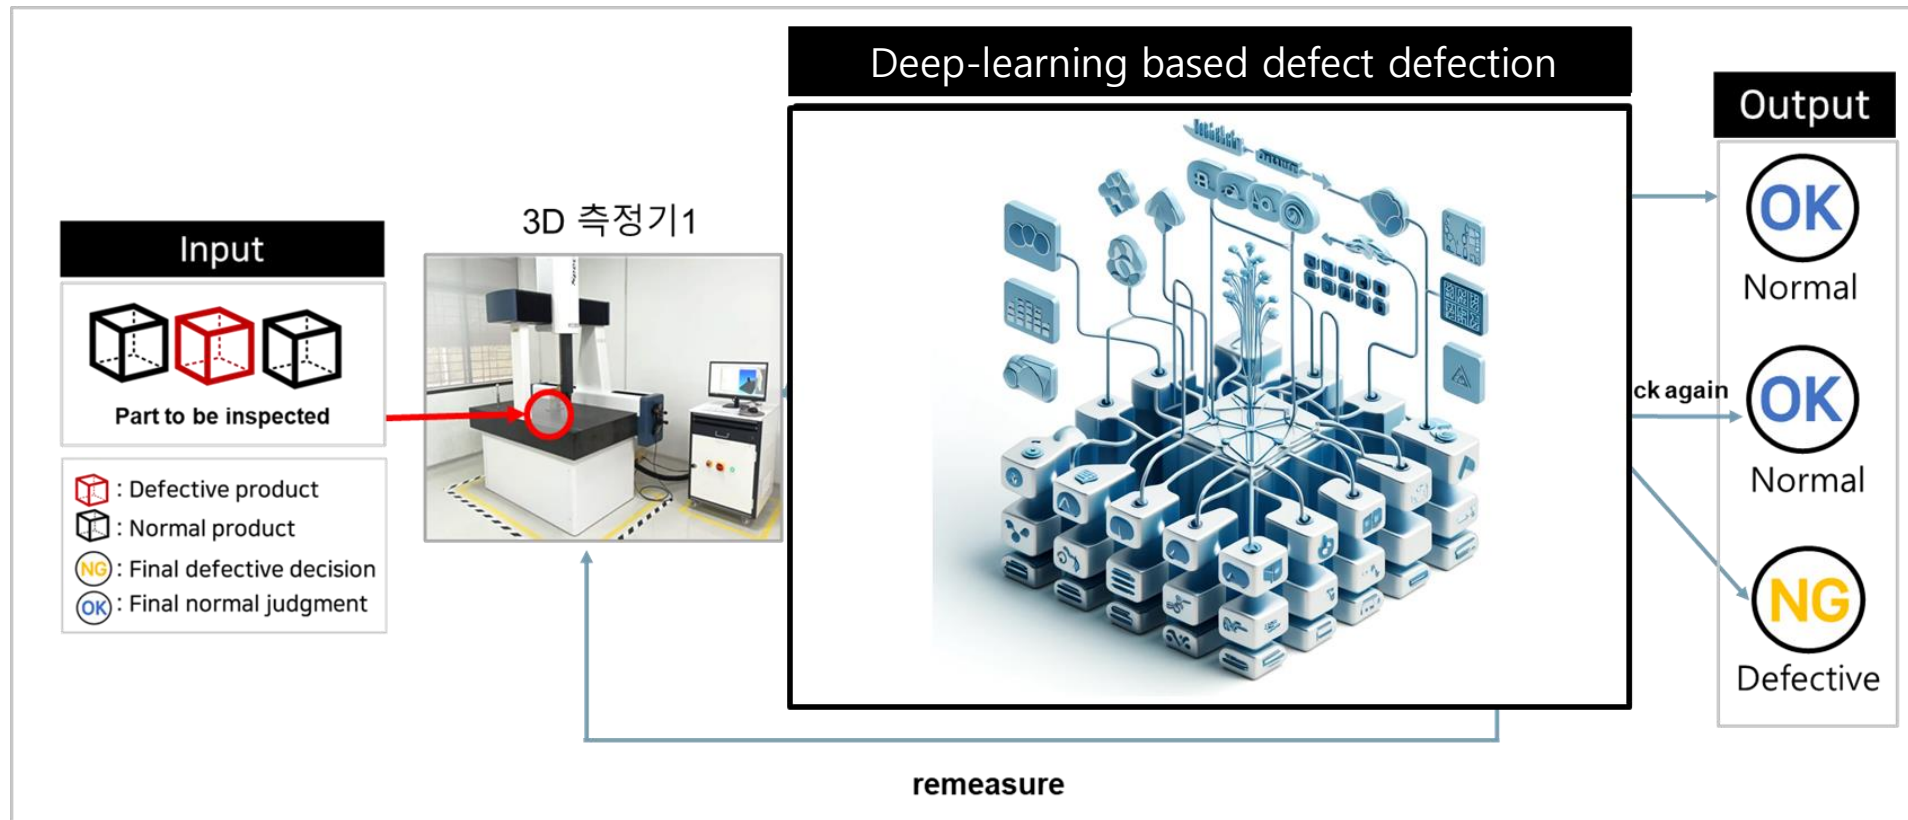 Deep-learning based defect defection
Output
OK
Normal
3D 측정기1
Input
Part to be inspected
ck again
OK
Normal
: Defective product
: Normal product
NG : Final defective decision
OK : Final normal judgment
NG
Defective
remeasure